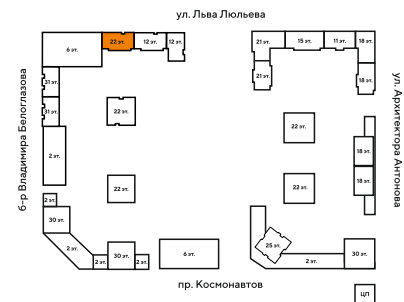 ул. Льва Люльева
6 эт.
22 эт.
12 эт.
12 эт.
21 эт.
15 эт.
11 эт.
18 эт.
31 эт.
21 эт.
18 эт.
31 эт.
22 эт.
22 эт.
б-р Владимира Белоглазова
ул. Архитектора Антонова
2 эт.
18 эт.
18 эт.
22 эт.
22 эт.
2 эт.
30 эт.
2 эт.
2 эт.
30 эт.
2 эт.
6 эт.
25 эт.
2 эт.
30 эт.
пр. Космонавтов
ЦП